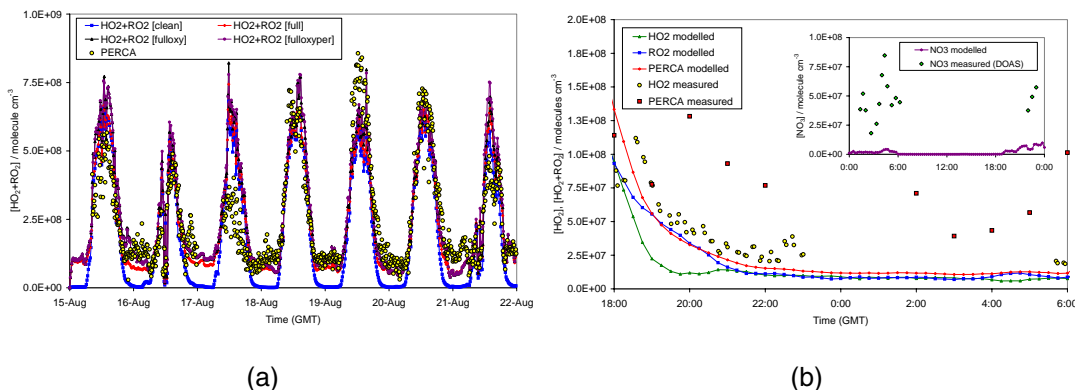 1.0E+09
7.5E+08
5.0E+08
2.5E+08
0.0E+00
[HO2+RO2] / molecule cm-3
HO2+RO2 [clean]
HO2+RO2 [full]
HO2+RO2 [fulloxy]
HO2+RO2 [fulloxyper]
PERCA
15-Aug 16-Aug 17-Aug 18-Aug 19-Aug 20-Aug 21-Aug 22-Aug
Time (GMT)
(a)
2.0E+08
1.8E+08
1.5E+08
1.3E+08
1.0E+08
7.5E+07
5.0E+07
2.5E+07
0.0E+00
[HO2], [HO2+RO2] / molecules cm-3
HO2 modelled
RO2 modelled
PERCA modelled
HO2 measured
PERCA measured
1.0E+08
7.5E+07
5.0E+07
2.5E+07
0.0E+00
[NO3] / molecule cm-3
NO3 modelled
NO3 measured (DOAS)
0:00 6:00 12:00 18:00 0:00
18:00 20:00 22:00 0:00 2:00 4:00 6:00
Time (GMT)
(b)